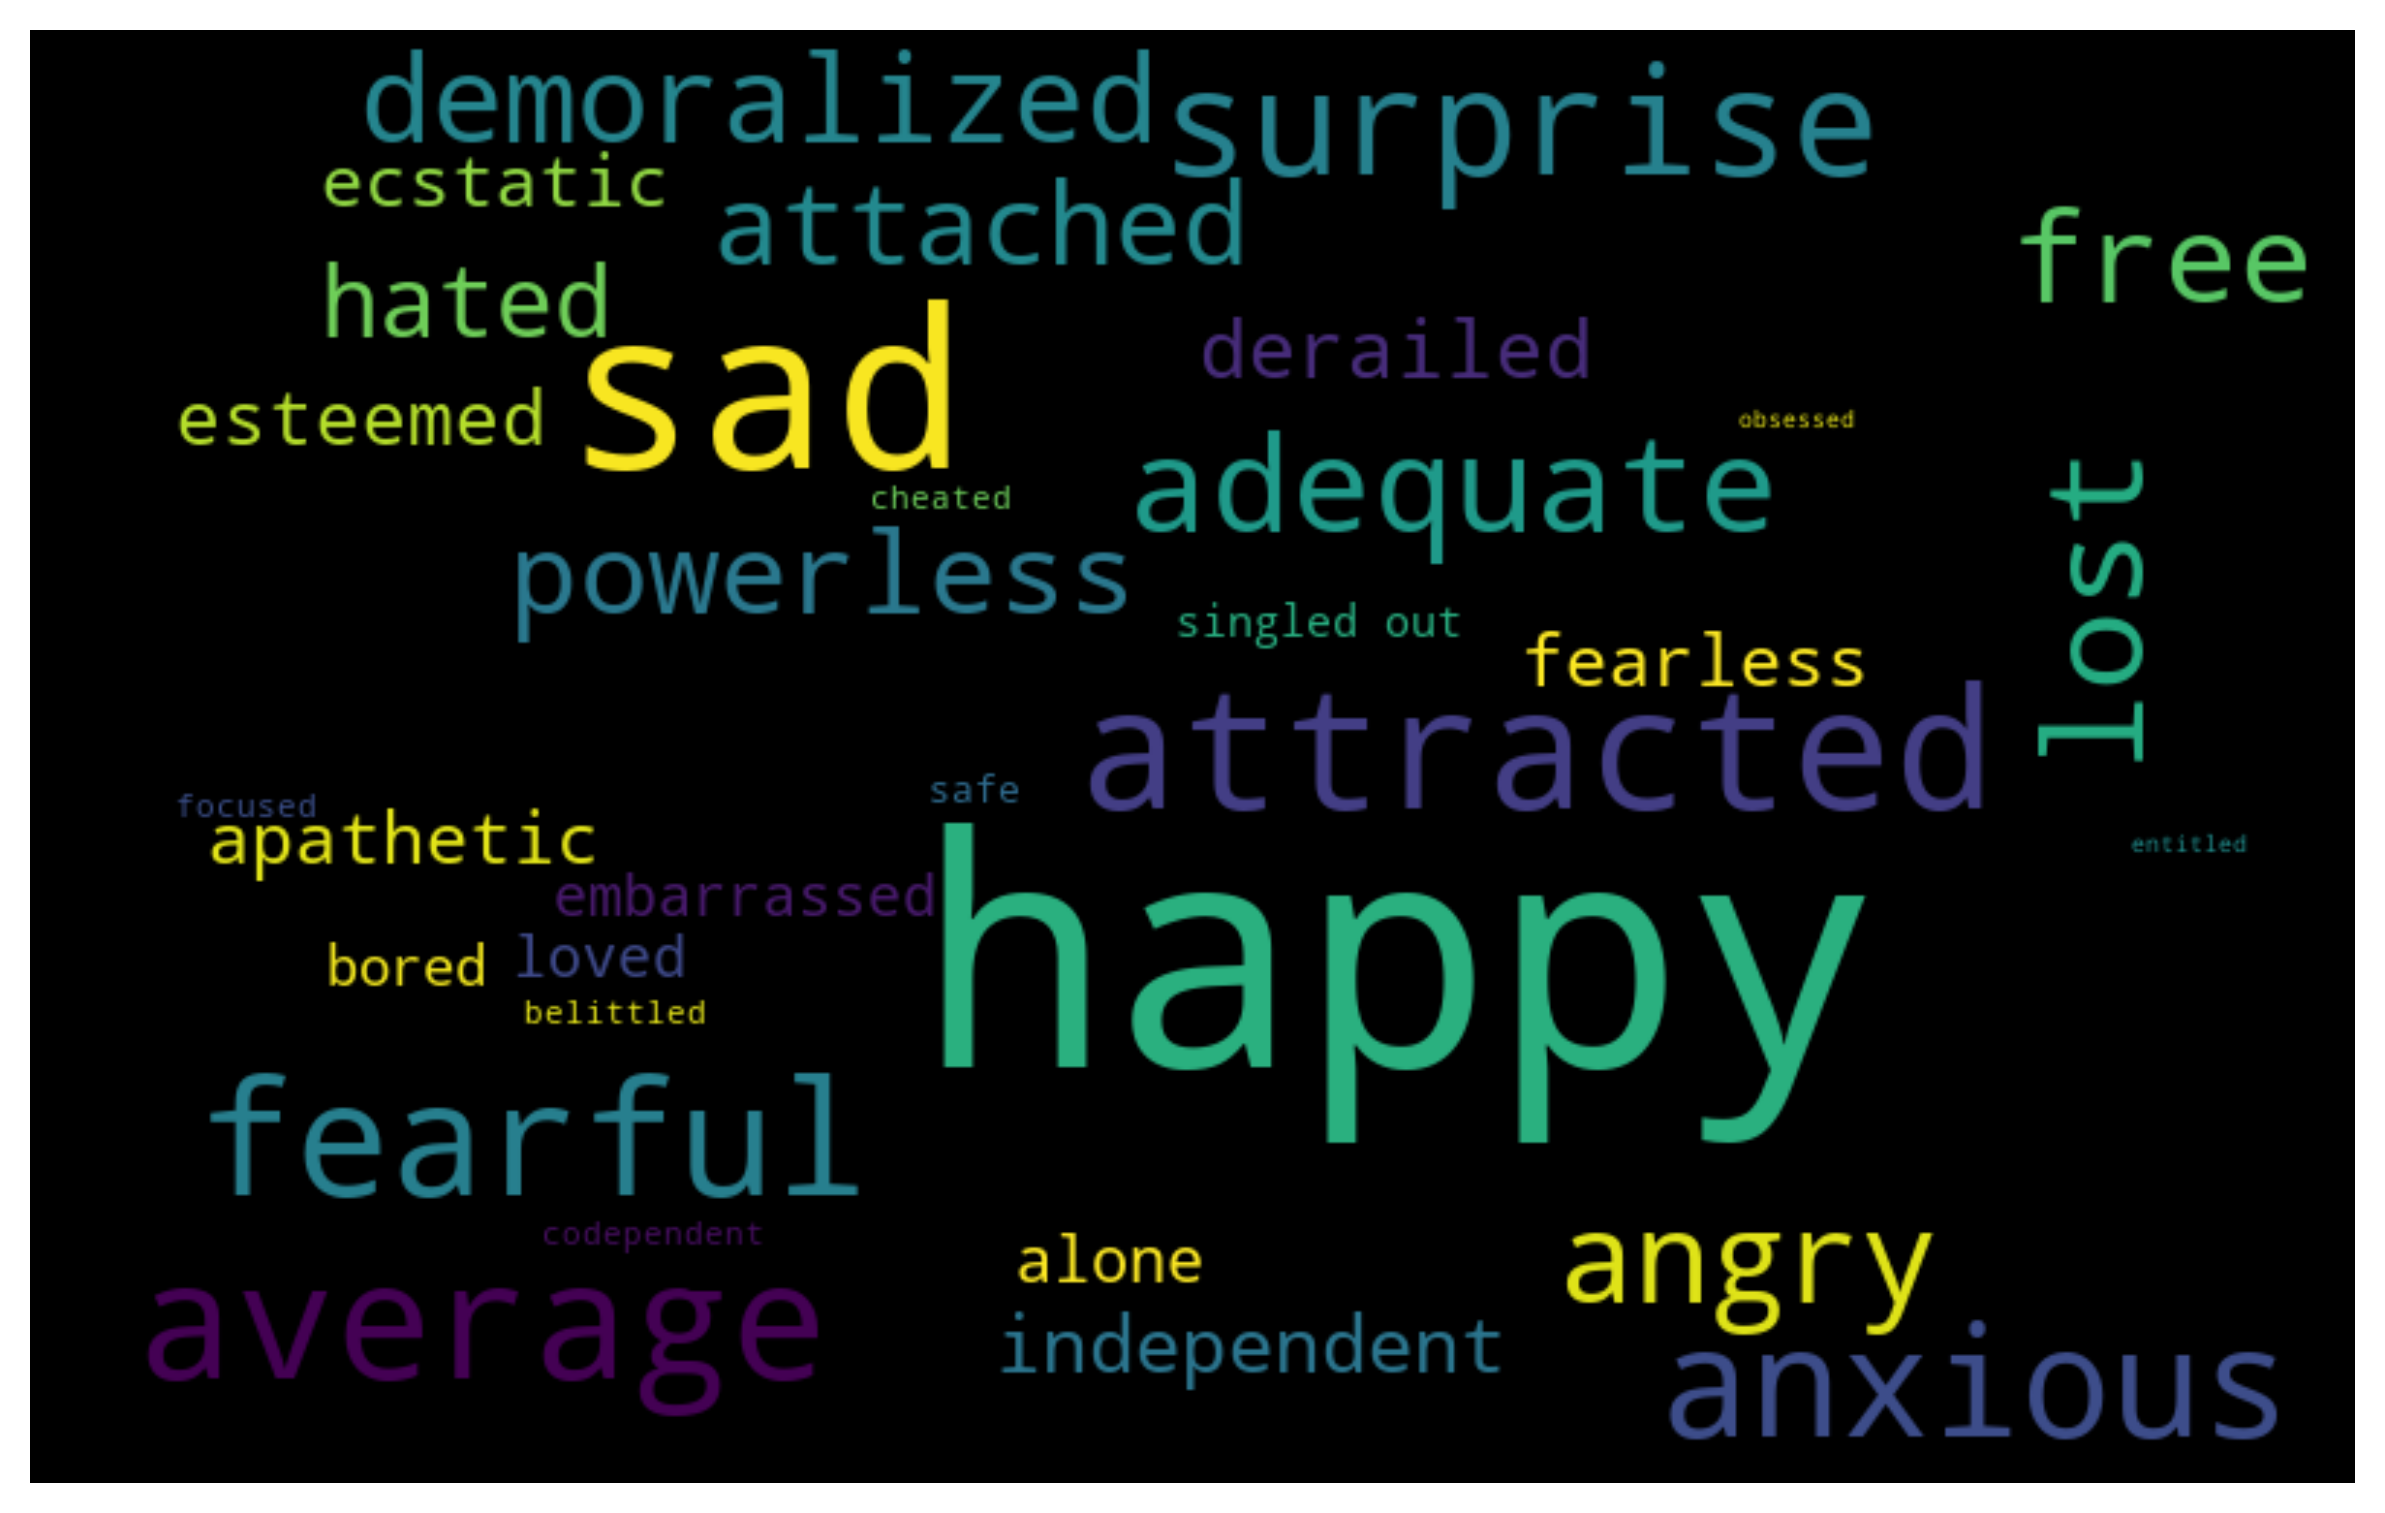 demoralized
surprise
ecstatic
attached
free
hated
sad
derailed
esteemed
obsessed
adequate
cheated
lost
powerless
singled out
fearless
attracted
safe
focused
apathetic
entitled
embarrassed
happy
bored
loved
belittled
fearful
codependent
alone
angry
average
independent
anxious